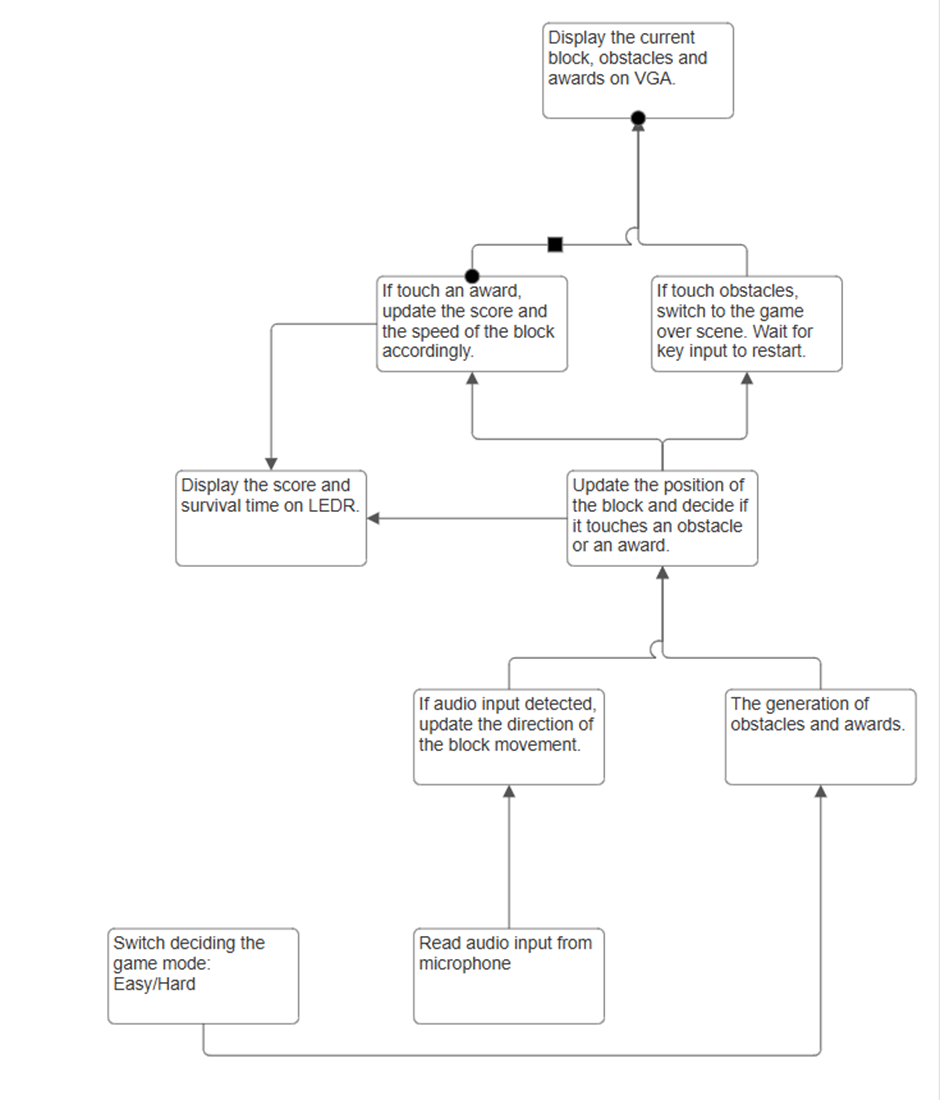 Display the current
block, obstacles and
awards on VGA.
If touch an award,
update the score and
the speed of the block
accordingly.
If touch obstacles,
switch to the game
over scene. Wait for
key input to restart.
Display the score and
survival time on LEDR.
Update the position of
the block and decide if
it touches an obstacle
or an award.
If audio input detected,
update the direction of
the block movement.
The generation of
obstacles and awards.
Switch deciding the
game mode:
Easy/Hard
Read audio input from
microphone